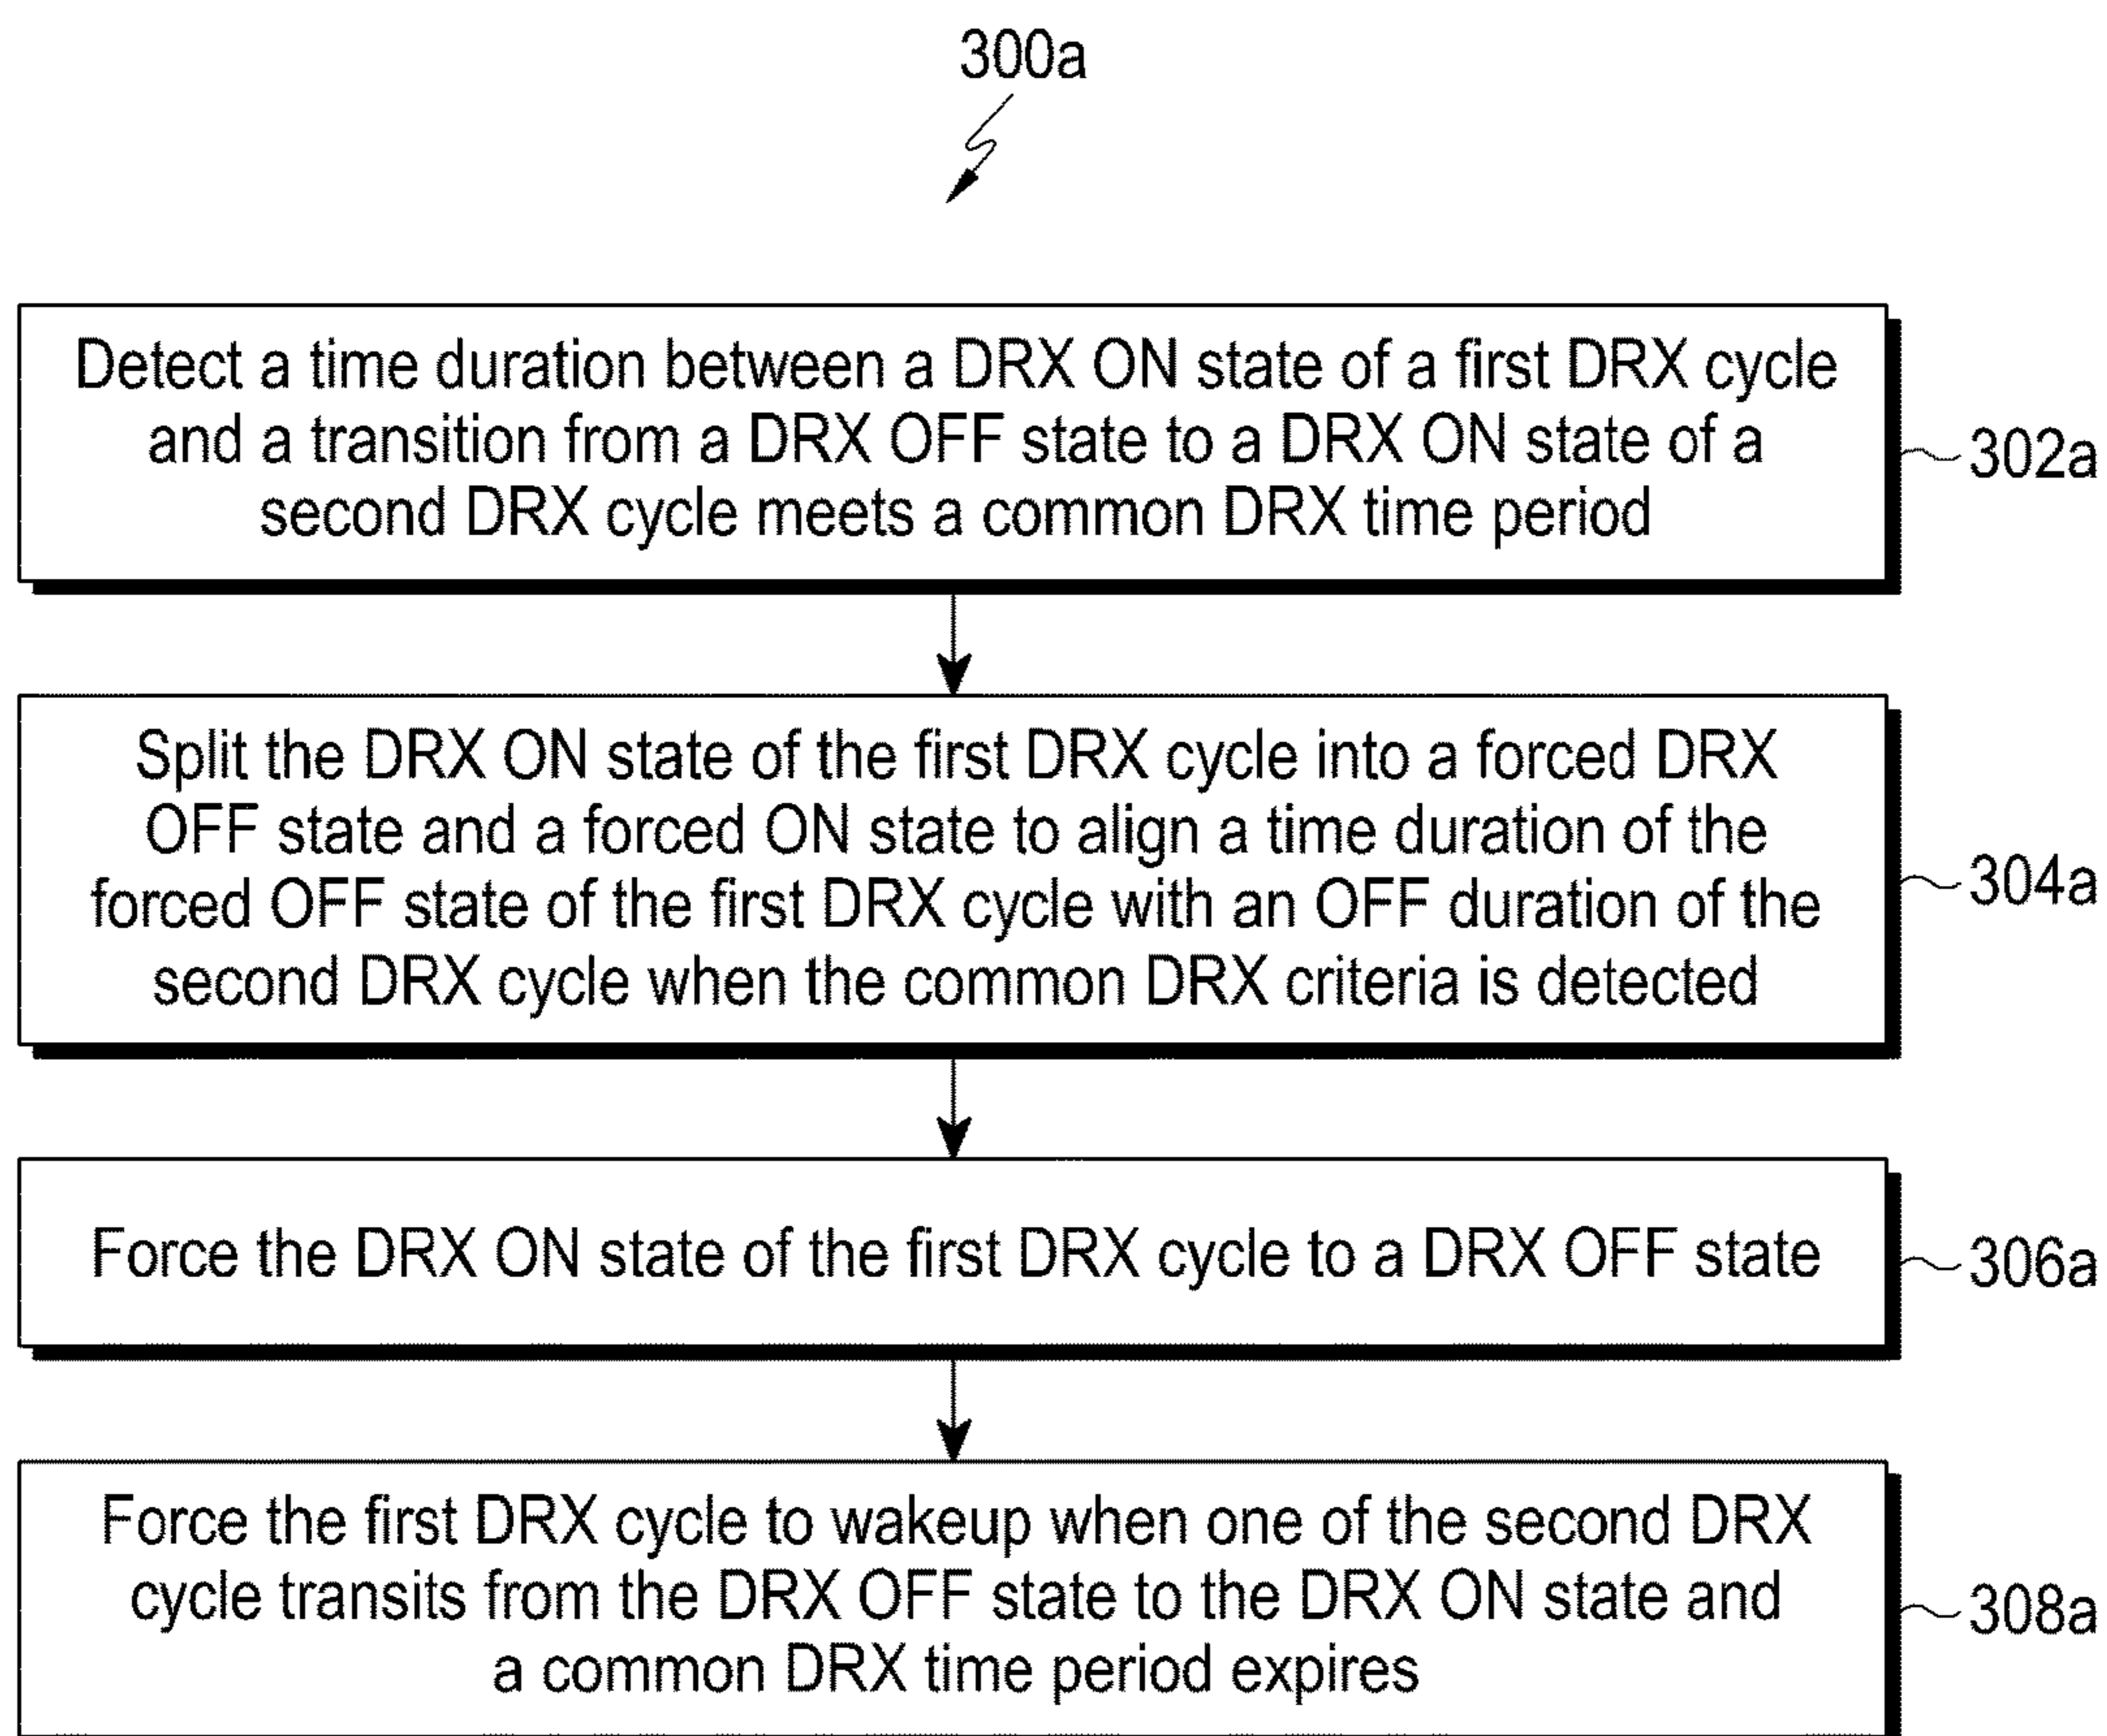 300a
Detect a time duration between a DRX ON state of a first DRX cycle
and a transition from a DRX OFF state to a DRX ON state of a
second DRX cycle meets a common DRX time period
302a
Split the DRX ON state of the first DRX cycle into a forced DRX
OFF state and a forced ON state to align a time duration of the
forced OFF state of the first DRX cycle with an OFF duration of the
second DRX cycle when the common DRX criteria is detected
304a
Force the DRX ON state of the first DRX cycle to a DRX OFF state
306a
Force the first DRX cycle to wakeup when one of the second DRX
cycle transits from the DRX OFF state to the DRX ON state and
a common DRX time period expires
308a